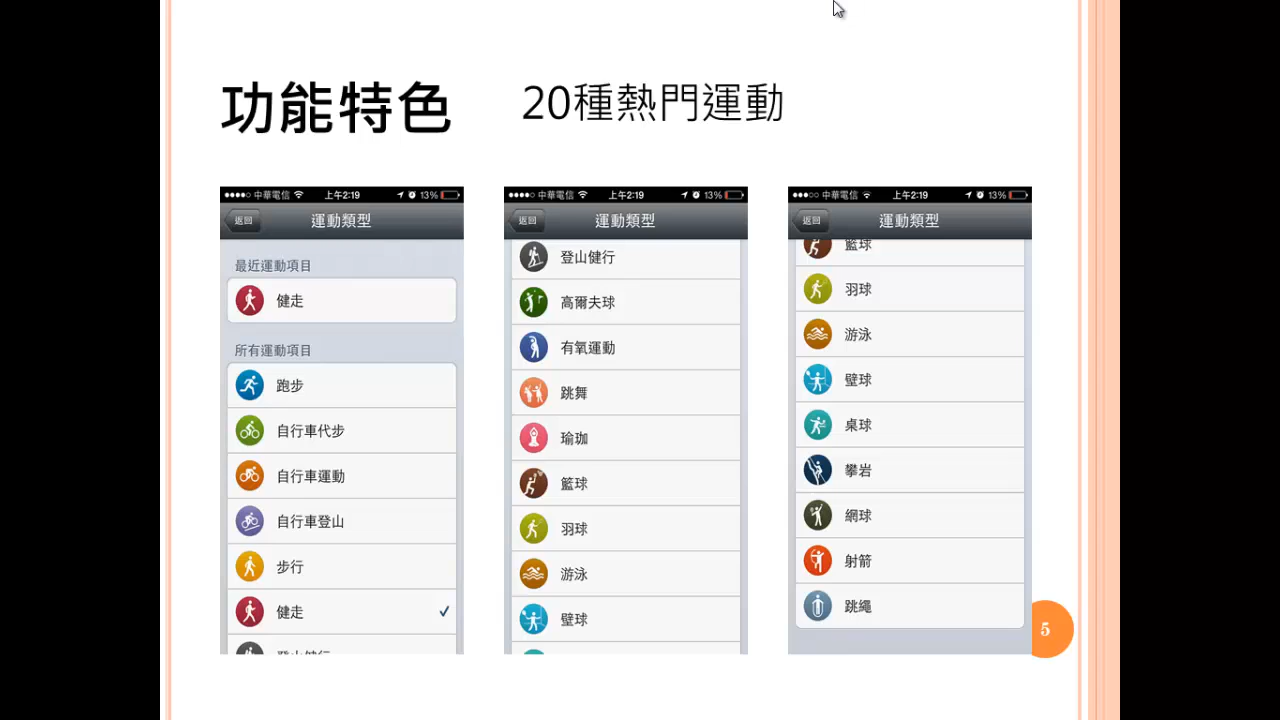 功能特色
20種熱門運動
中華電信 上午2:19 13%
返回 運動類型
最近運動項目
健走
所有運動項目
跑步
自行車代步
自行車運動
自行車登山
步行
健走
登山健行
中華電信 上午2:19 13%
返回 運動類型
登山健行
高爾夫球
有氧運動
跳舞
瑜珈
籃球
羽球
游泳
壁球
中華電信 上午2:19 13%
返回 運動類型
籃球
羽球
游泳
壁球
桌球
攀岩
網球
射箭
跳繩
5